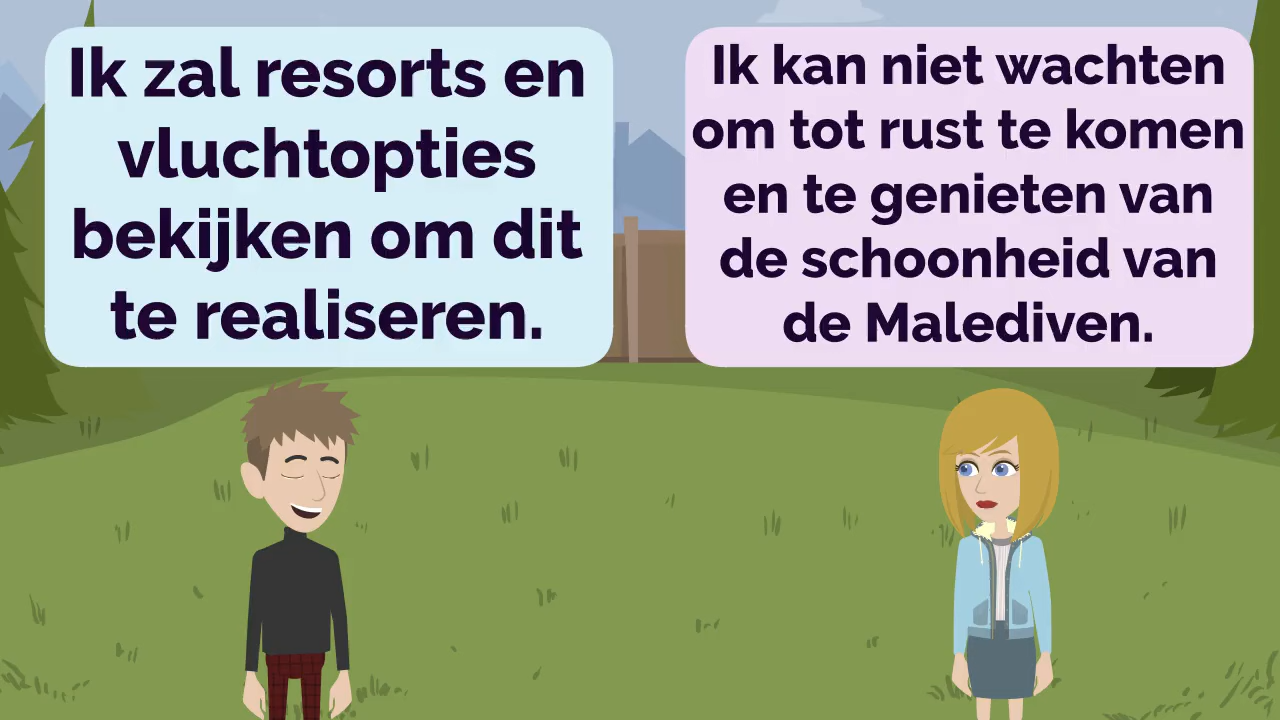 Ik zal resorts en
vluchtopties
bekijken om dit
te realiseren.
Ik kan niet wachten
om tot rust te komen
en te genieten van
de schoonheid van
de Malediven.